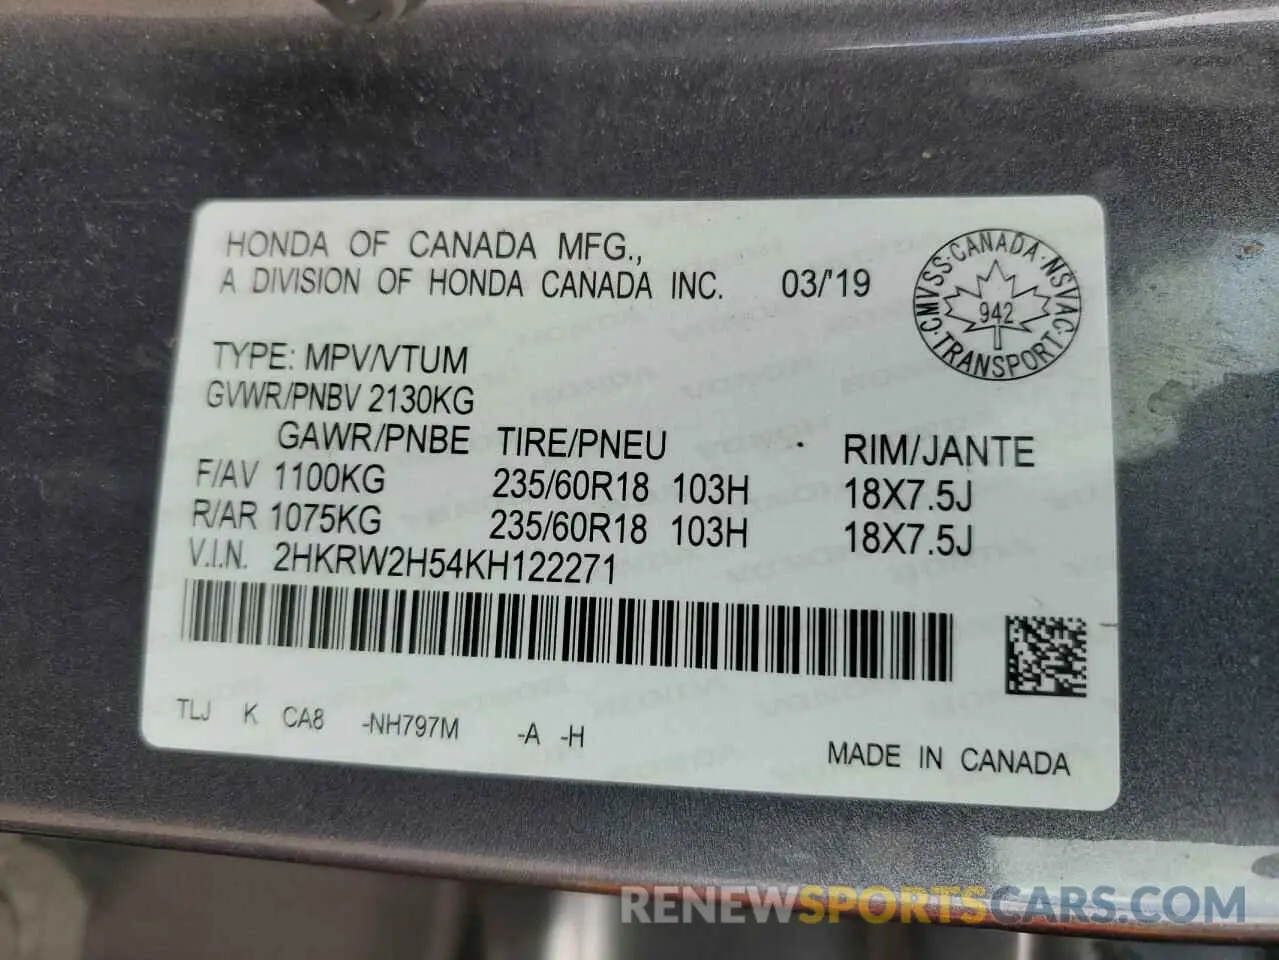 HONDA OF CANADA MFG.,
A DIVISION OF HONDA CANADA INC. 03/'19
CMVSS·CANADA·NSVAC
942
·TRANSPORT·
TYPE: MPV/VTUM
GVWR/PNBV 2130KG
GAWR/PNBE TIRE/PNEU RIM/JANTE
F/AV 1100KG 235/60R18 103H 18X7.5J
R/AR 1075KG 235/60R18 103H 18X7.5J
V.I.N. 2HKRW2H54KH122271
TLJ K CA8 -NH797M -A -H
MADE IN CANADA
RENEWSPORTSCARS.COM